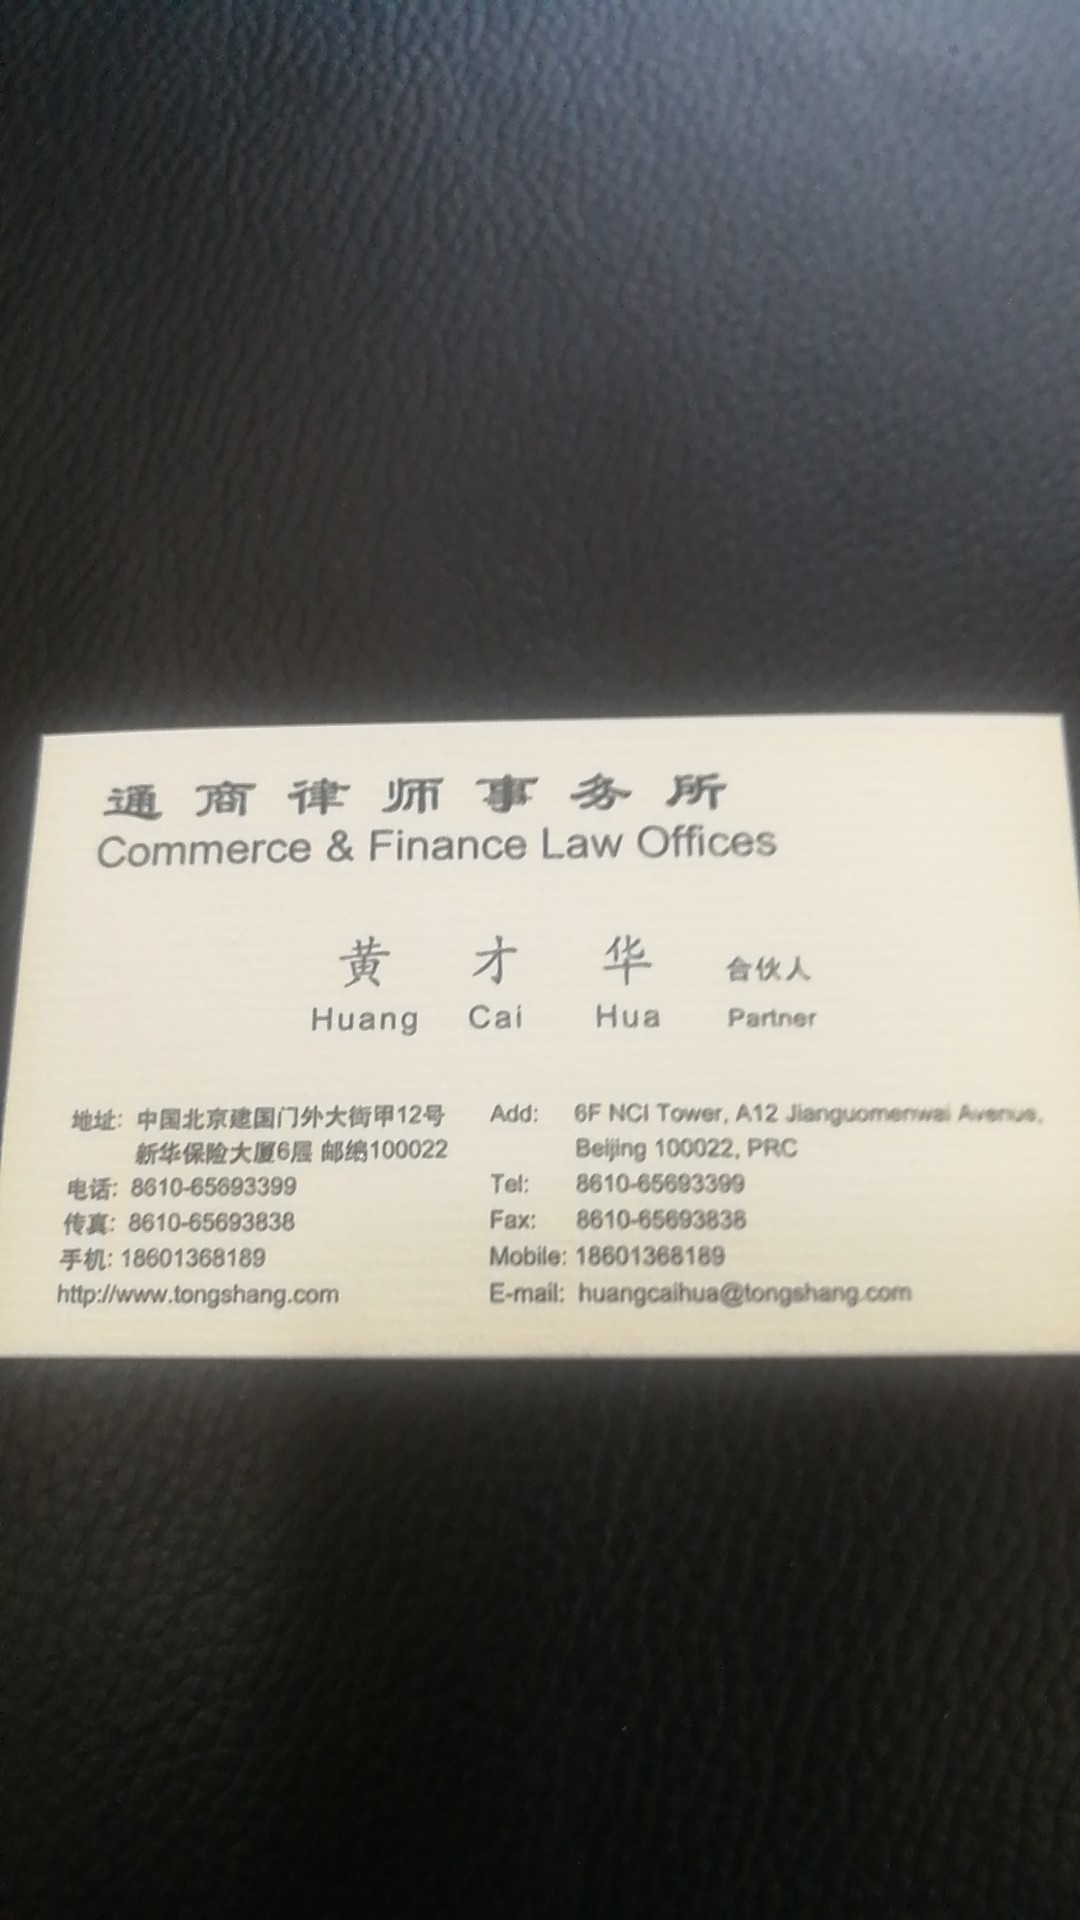 通商律师事务所
Commerce & Finance Law Offices
黄 才 华 合伙人
Huang Cai Hua Partner
地址: 中国北京建国门外大街甲12号
新华保险大厦6层 邮编100022
电话: 8610-65693399
传真: 8610-65693838
手机: 18601368189
http://www.tongshang.com
Add: 6F NCI Tower, A12 Jianguomenwai Avenue,
Beijing 100022, PRC
Tel: 8610-65693399
Fax: 8610-65693838
Mobile: 18601368189
E-mail: huangcaihua@tongshang.com